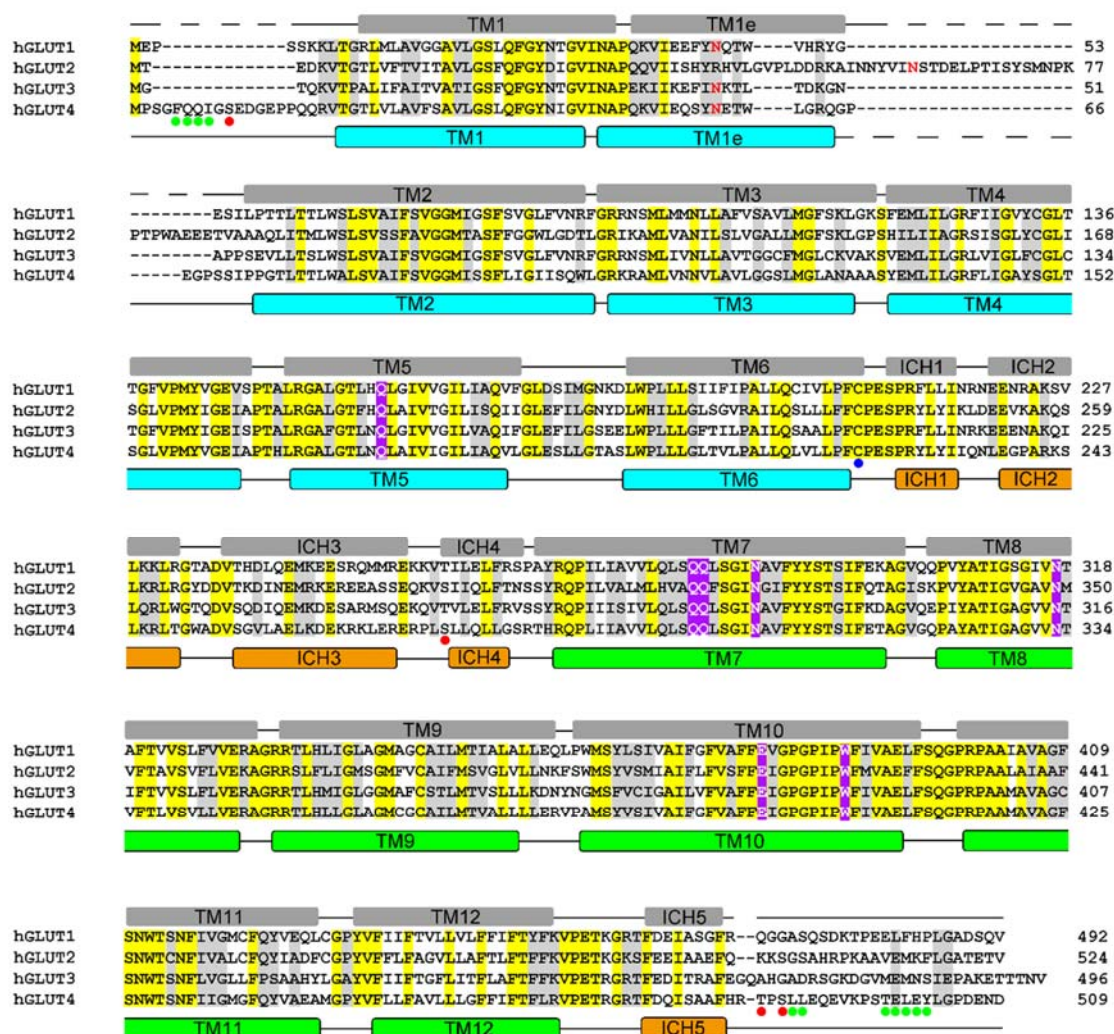 TM1 TM1e
hGLUT1 MEP------------SSKKLTGRLMLAVGGAVLGSLQFGYNTGVINAPQKVIEEFYNQTW----VHRYG 53
hGLUT2 MT--------------EDKVTGTLVFTVITAVLGSFQFGYDIGVINAPQQVIISHYRHVLGVPLDDRKAINNYVINSTDELPTISYSMNPK 77
hGLUT3 MG--------------TQKVTPALIFAITVATIGSFQFGYNTGVINAPEKIIKEFINKTL----TDKGN 51
hGLUT4 MPSGFQQIGSEDGEPPQQRVTGTLVLAVFSAVLGSLQFGYNIGVINAPQKVIEQSYNETW----LGRQGP 66
TM1 TM1e
TM2 TM3 TM4
hGLUT1 --------ESILPTTLTTLWSLSVAIFSVGGMIGSFSVGLFVNRFGRRNSMLMMNLLAFVSAVLMGFSKLGKSFEMLILGRFIIGVYCGLT 136
hGLUT2 PTPWAEEETVAAAQLITMLWSLSVSSFAVGGMTASFFGGWLGDTLGRIKAMLVANILSLVGALLMGFSKLGPSHILIIAGRSISGLYCGLI 168
hGLUT3 --------APPSEVLLTSLWSLSVAIFSVGGMIGSFSVGLFVNRFGRRNSMLIVNLLAVTGGCFMGLCKVAKSVEMLILGRLVIGLFCGLC 134
hGLUT4 -----EGPSSIPPGTLTTLWALSVAIFSVGGMISSFLIGIISQWLGRKRAMLVNNVLAVLGGSLMGLANAAASYEMLILGRFLIGAYSGLT 152
TM2 TM3 TM4
TM5 TM6 ICH1 ICH2
hGLUT1 TGFVPMYVGEVSPTALRGALGTLHQLGIVVGILIAQVFGLDSIMGNKDLWPLLLSIIFIPALLQCIVLPFCPESPRFLLINRNEENRAKSV 227
hGLUT2 SGLVPMYIGEIAPTALRGALGTFHQLAIVTGILISQIIGLEFILGNYDLWHILLGLSGVRAILQSLLLFFCPESPRYLYIKLDEEVKAKQS 259
hGLUT3 TGFVPMYIGEISPTALRGAFGTLNQLGIVVGILVAQIFGLEFILGSEELWPLLLGFTILPAILQSAALPFCPESPRFLLINRKEEENAKQI 225
hGLUT4 SGLVPMYVGEIAPTHLRGALGTLNQLAIVIGILIAQVLGLESLLGTASLWPLLLGLTVLPALLQLVLLPFCPESPRYLYIIQNLEGPARKS 243
TM5 TM6 ICH1 ICH2
ICH3 ICH4 TM7 TM8
hGLUT1 LKKLRGTADVTHDLQEMKEESRQMMREKKVTILELFRSPAYRQPILIAVVLQLSQQLSGINAVFYYSTSIFEKAGVQQPVYATIGSGIVNT 318
hGLUT2 LKRLRGYDDVTKDINEMRKEREEASSEQKVSIIQLFTNSSYRQPILVALMLHVAQQFSGINGIFYYSTSIFQTAGISKPVYATIGVGAVNM 350
hGLUT3 LQRLWGTQDVSQDIQEMKDESARMSQEKQVTVLELFRVSSYRQPIIISIVLQLSQQLSGINAVFYYSTGIFKDAGVQEPIYATIGAGVVNT 316
hGLUT4 LKRLTGWADVSGVLAELKDEKRKLERERPLSLLQLLGSRTHRQPLIIAVVLQLSQQLSGINAVFYYSTSIFETAGVGQPAYATIGAGVVNT 334
ICH3 ICH4 TM7 TM8
TM9 TM10
hGLUT1 AFTVVSLFVVERAGRRTLHLIGLAGMAGCAILMTIALALLEQLPWMSYLSIVAIFGFVAFFEVGPGPIPWFIVAELFSQGPRPAAIAVAGF 409
hGLUT2 VFTAVSVFLVEKAGRRSLFLIGMSGMFVCAIFMSVGLVLLNKFSWMSYVSMIAIFLFVSFFEIGPGPIPWFMVAEFFSQGPRPAALAIAAF 441
hGLUT3 IFTVVSLFLVERAGRRTLHMIGLGGMAFCSTLMTVSLLLKDNYNGMSFVCIGAILVFVAFFEIGPGPIPWFIVAELFSQGPRPAAMAVAGC 407
hGLUT4 VFTLVSVLLVERAGRRTLHLLGLAGMCGCAILMTVALLLLERVPAMSYVSIVAIFGFVAFFEIGPGPIPWFIVAELFSQGPRPAAMAVAGF 425
TM9 TM10
TM11 TM12 ICH5
hGLUT1 SNWTSNFIVGMCFQYVEQLCGPYVFIIFTVLLVLFFIFTYFKVPETKGRTFDEIASGFR--QGGASQSDKTPEELFHPLGADSQV 492
hGLUT2 SNWTCNFIVALCFQYIADFCGPYVFFLFAGVLLAFTLFTFFKVPETKGKSFEEIAAEFQ--KKSGSAHRPKAAVEMKFLGATETV 524
hGLUT3 SNWTSNFLVGLLFPSAAHYLGAYVFIIFTGFLITFLAFTFFKVPETRGRTFEDITRAFEGQAHGADRSGKDGVMEMNSIEPAKETTTNV 496
hGLUT4 SNWTSNFIIGMGFQYVAEAMGPYVFLLFAVLLLGFFIFTFLRVPETRGRTFDQISAAFHR-TPSLLEQEVKPSTELEYLGPDEND 509
TM11 TM12 ICH5